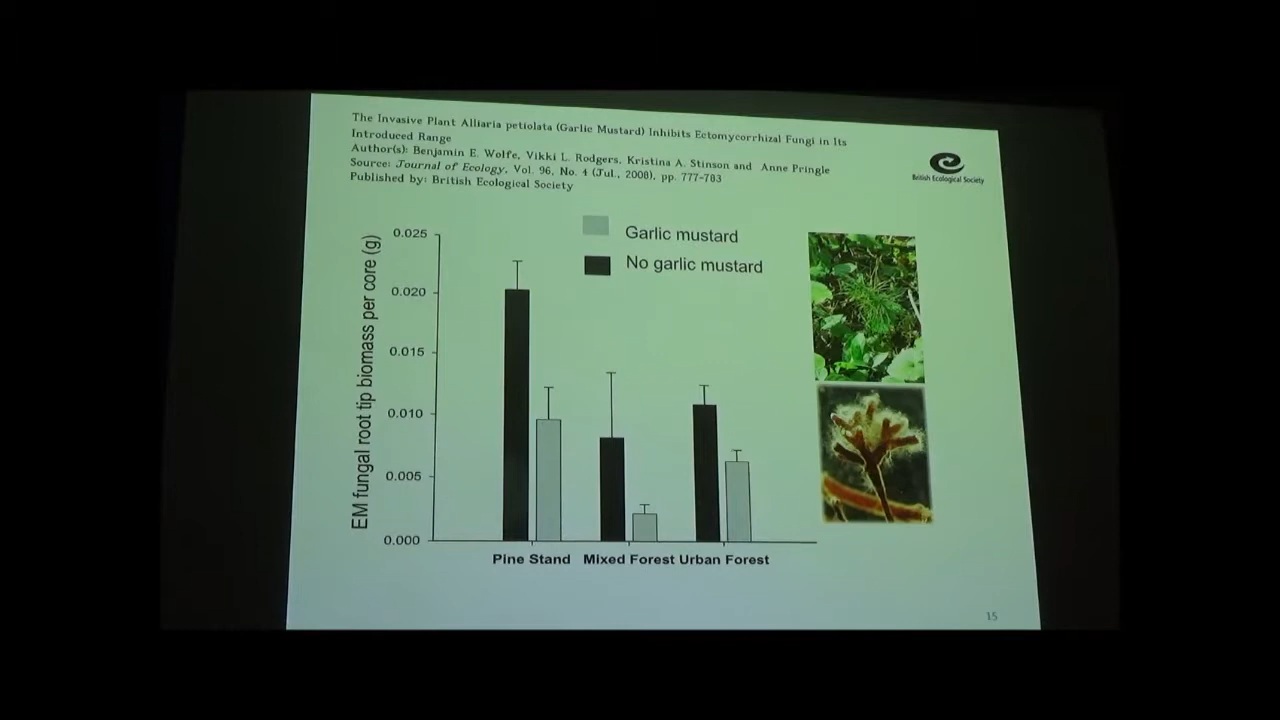 The Invasive Plant Alliaria petiolata (Garlic Mustard) Inhibits Ectomycorrhizal Fungi in Its
Introduced Range
Author(s): Benjamin E. Wolfe, Vikki L. Rodgers, Kristina A. Stinson and Anne Pringle
Source: Journal of Ecology, Vol. 96, No. 4 (Jul., 2008), pp. 777-783
Published by: British Ecological Society
British Ecological Society
Garlic mustard
No garlic mustard
EM fungal root tip biomass per core (g)
0.025
0.020
0.015
0.010
0.005
0.000
Pine Stand Mixed Forest Urban Forest
15